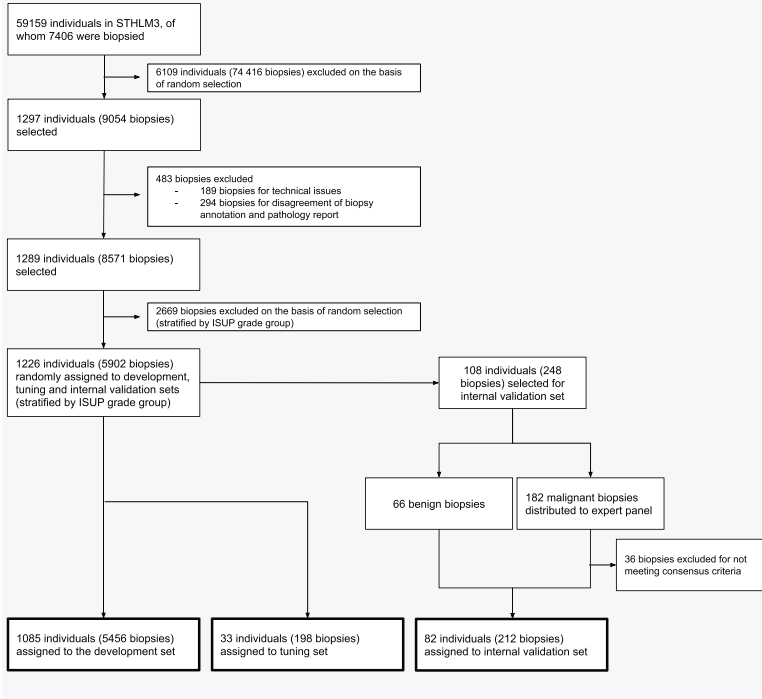 59159 individuals in STHLM3, of
whom 7406 were biopsied
6109 individuals (74 416 biopsies) excluded on the basis
of random selection
1297 individuals (9054 biopsies)
selected
483 biopsies excluded
- 189 biopsies for technical issues
- 294 biopsies for disagreement of biopsy
annotation and pathology report
1289 individuals (8571 biopsies)
selected
2669 biopsies excluded on the basis of random selection
(stratified by ISUP grade group)
1226 individuals (5902 biopsies)
randomly assigned to development,
tuning and internal validation sets
(stratified by ISUP grade group)
108 individuals (248
biopsies) selected for
internal validation set
66 benign biopsies
182 malignant biopsies
distributed to expert panel
36 biopsies excluded for not
meeting consensus criteria
1085 individuals (5456 biopsies)
assigned to the development set
33 individuals (198 biopsies)
assigned to tuning set
82 individuals (212 biopsies)
assigned to internal validation set